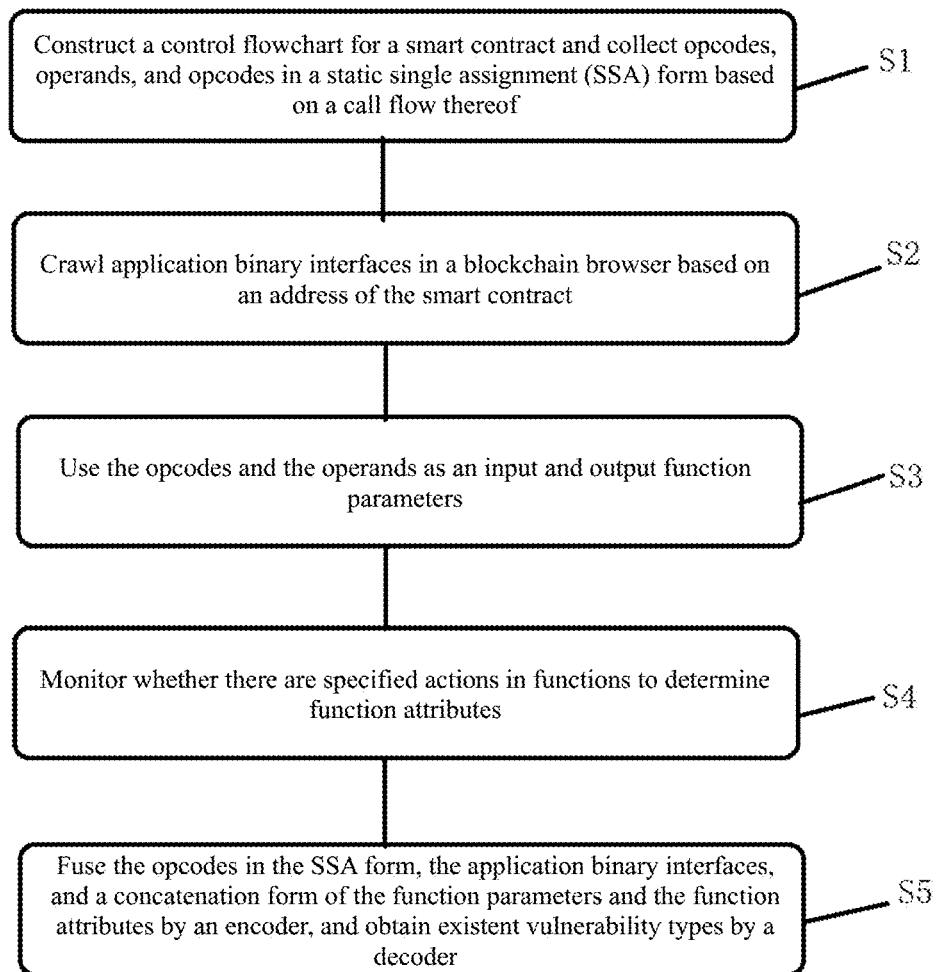 Construct a control flowchart for a smart contract and collect opcodes,
operands, and opcodes in a static single assignment (SSA) form based
on a call flow thereof
S1
Crawl application binary interfaces in a blockchain browser based on
an address of the smart contract
S2
Use the opcodes and the operands as an input and output function
parameters
S3
Monitor whether there are specified actions in functions to determine
function attributes
S4
Fuse the opcodes in the SSA form, the application binary interfaces,
and a concatenation form of the function parameters and the function
attributes by an encoder, and obtain existent vulnerability types by a
decoder
S5